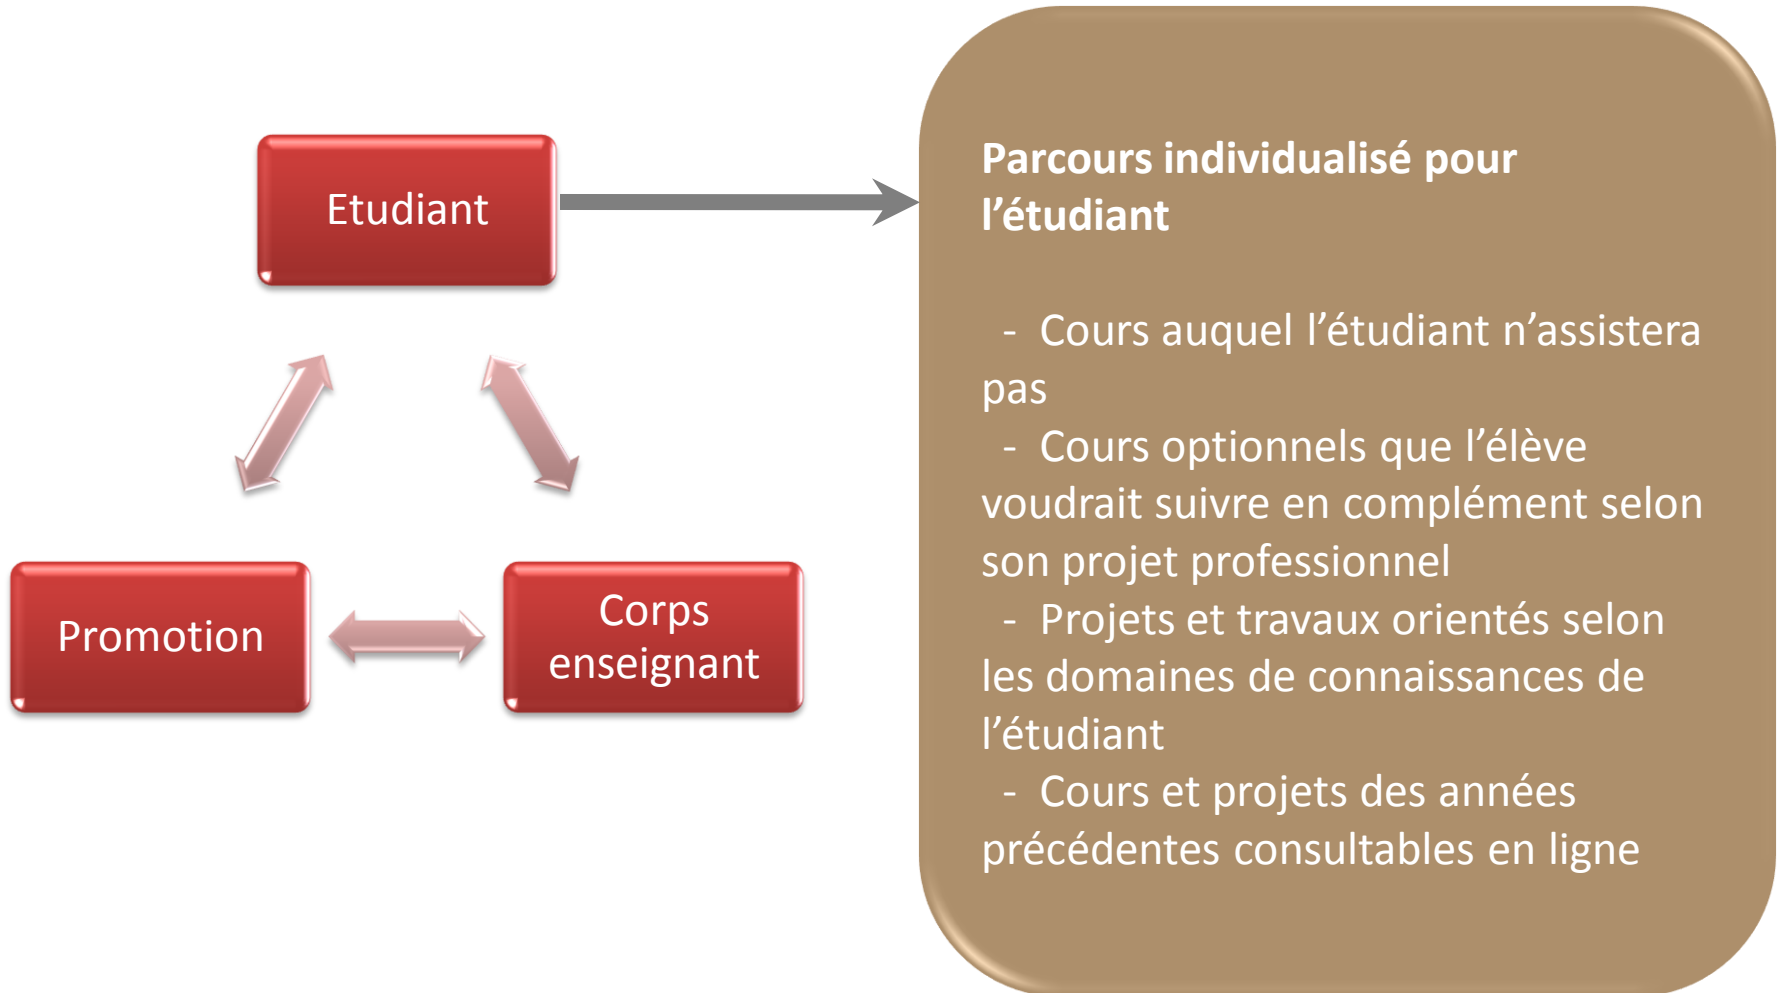 Etudiant
Promotion
Corps
enseignant
Parcours individualisé pour
l’étudiant
- Cours auquel l’étudiant n’assistera
pas
- Cours optionnels que l’élève
voudrait suivre en complément selon
son projet professionnel
- Projets et travaux orientés selon
les domaines de connaissances de
l’étudiant
- Cours et projets des années
précédentes consultables en ligne